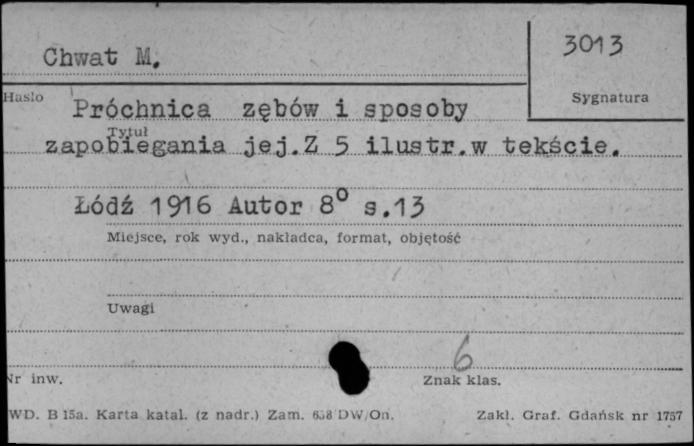 Chwat M.
3013
Hasło
Sygnatura
Próchnica zębów i sposoby
Tytuł
zapobiegania jej.Z 5 ilustr.w tekście.
Łódź 1916 Autor 8° s.13
Miejsce, rok wyd., nakładca, format, objętość
Uwagi
6
Nr inw.
Znak klas.
WD. B 15a. Karta katal. (z nadr.) Zam. 638 DW/On.
Zakł. Graf. Gdańsk nr 1757